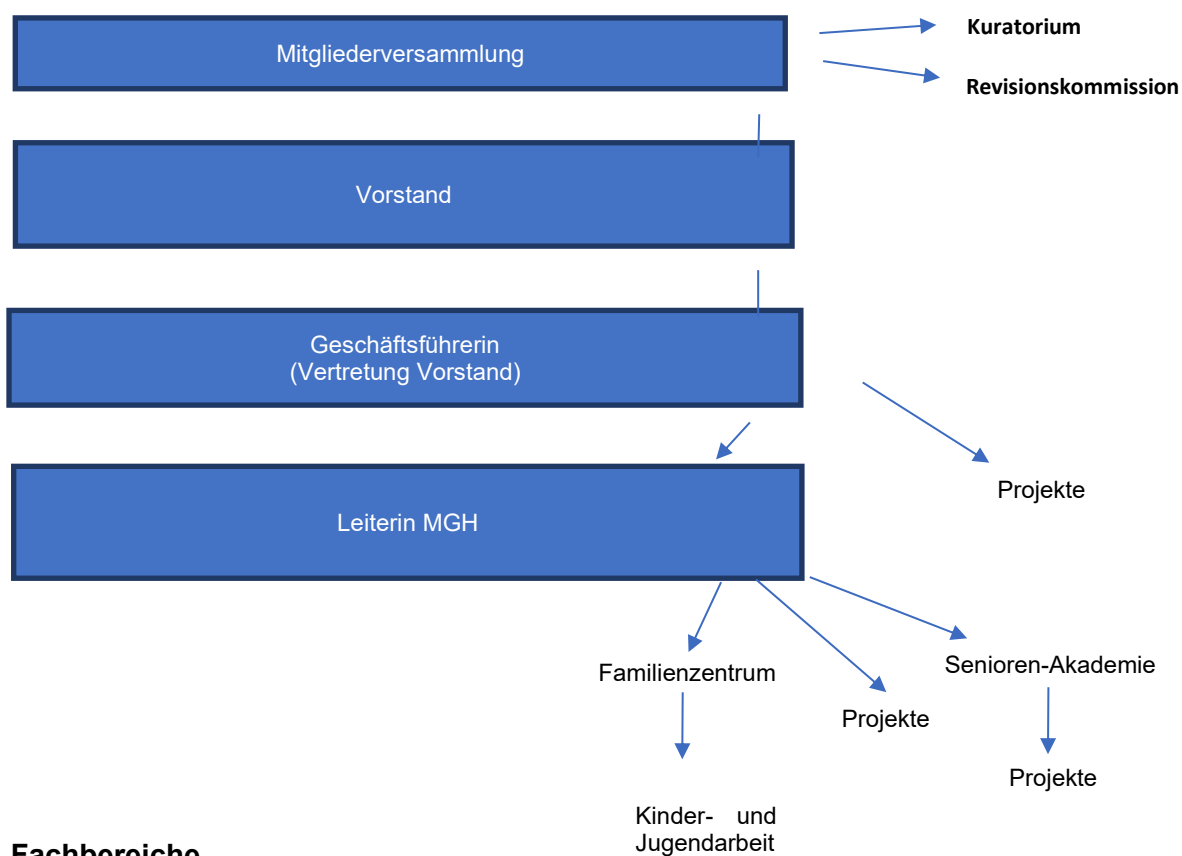 Mitgliederversammlung
Kuratorium
Revisionskommission
Vorstand
Geschäftsführerin
(Vertretung Vorstand)
Projekte
Leiterin MGH
Familienzentrum
Senioren-Akademie
Projekte
Projekte
Kinder- und
Jugendarbeit
Fachbereiche